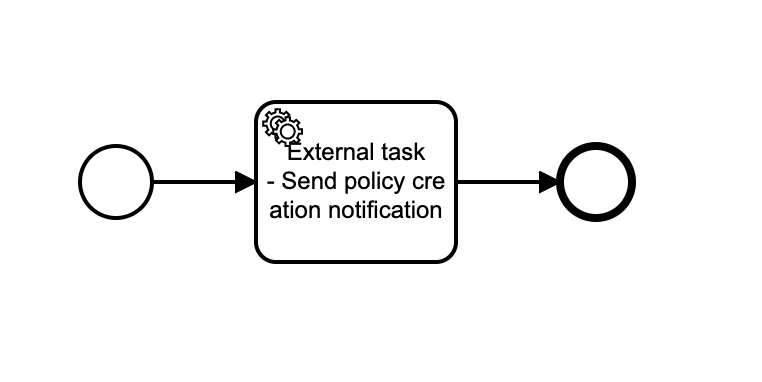 External task
- Send policy cre
ation notification